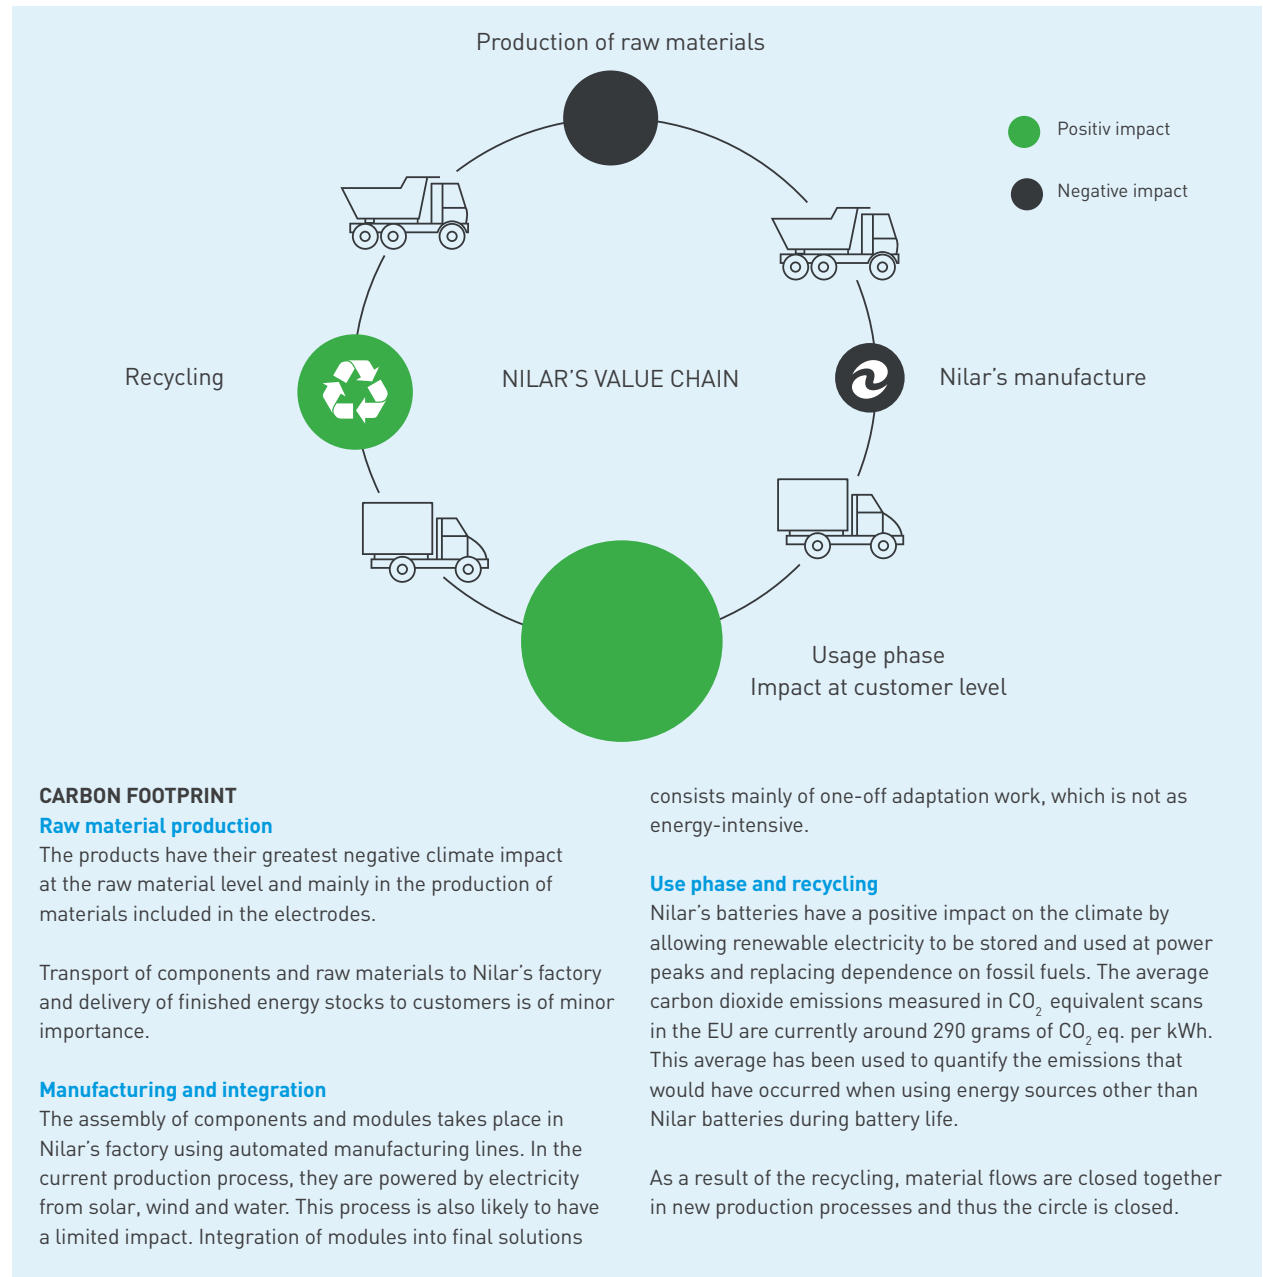 Production of raw materials
Positiv impact
Negative impact
Recycling
NILAR’S VALUE CHAIN
Nilar’s manufacture
Usage phase
Impact at customer level
CARBON FOOTPRINT
Raw material production
The products have their greatest negative climate impact
at the raw material level and mainly in the production of
materials included in the electrodes.
Transport of components and raw materials to Nilar’s factory
and delivery of finished energy stocks to customers is of minor
importance.
Manufacturing and integration
The assembly of components and modules takes place in
Nilar’s factory using automated manufacturing lines. In the
current production process, they are powered by electricity
from solar, wind and water. This process is also likely to have
a limited impact. Integration of modules into final solutions
consists mainly of one-off adaptation work, which is not as
energy-intensive.
Use phase and recycling
Nilar’s batteries have a positive impact on the climate by
allowing renewable electricity to be stored and used at power
peaks and replacing dependence on fossil fuels. The average
carbon dioxide emissions measured in CO₂ equivalent scans
in the EU are currently around 290 grams of CO₂ eq. per kWh.
This average has been used to quantify the emissions that
would have occurred when using energy sources other than
Nilar batteries during battery life.
As a result of the recycling, material flows are closed together
in new production processes and thus the circle is closed.